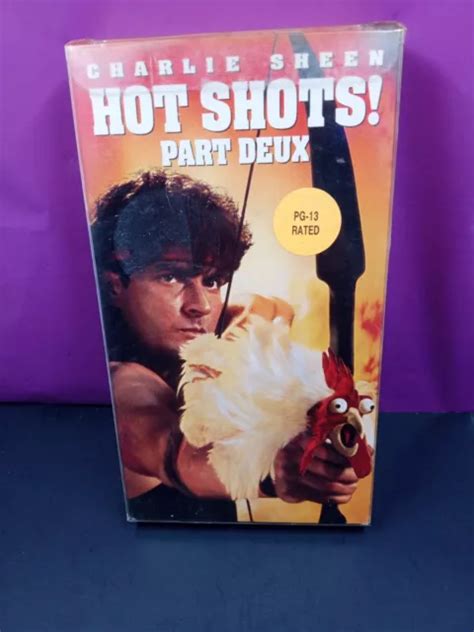 CHARLIE SHEEN
HOT SHOTS!
PART DEUX
PG-13
RATED